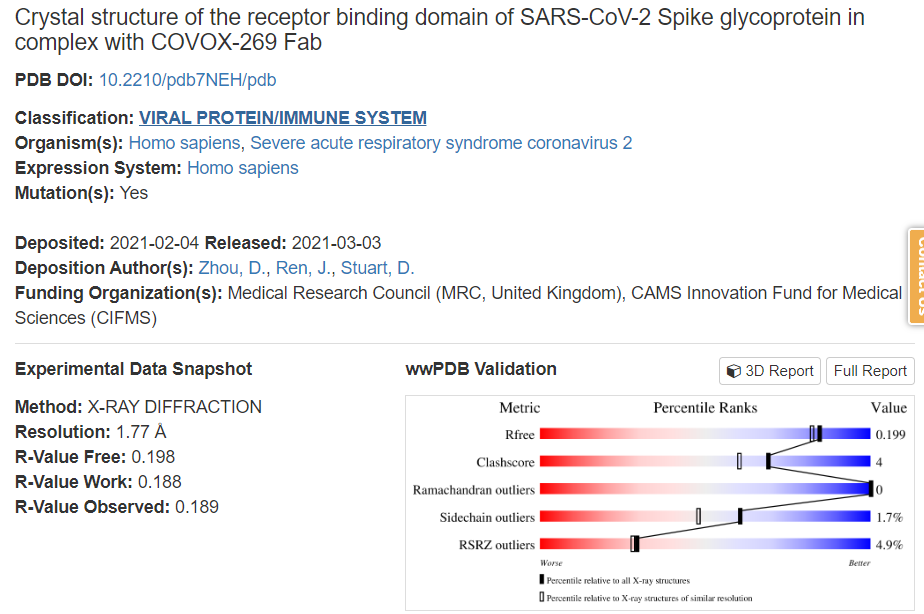 Crystal structure of the receptor binding domain of SARS-CoV-2 Spike glycoprotein in
complex with COVOX-269 Fab
PDB DOI: 10.2210/pdb7NEH/pdb
Classification: VIRAL PROTEIN/IMMUNE SYSTEM
Organism(s): Homo sapiens, Severe acute respiratory syndrome coronavirus 2
Expression System: Homo sapiens
Mutation(s): Yes
Deposited: 2021-02-04 Released: 2021-03-03
Deposition Author(s): Zhou, D., Ren, J., Stuart, D.
Funding Organization(s): Medical Research Council (MRC, United Kingdom), CAMS Innovation Fund for Medical
Sciences (CIFMS)
Experimental Data Snapshot
Method: X-RAY DIFFRACTION
Resolution: 1.77 Å
R-Value Free: 0.198
R-Value Work: 0.188
R-Value Observed: 0.189
wwPDB Validation
3D Report
Full Report
Metric Percentile Ranks Value
Rfree 0.199
Clashscore 4
Ramachandran outliers 0
Sidechain outliers 1.7%
RSRZ outliers 4.9%
Worse Better
Percentile relative to all X-ray structures
Percentile relative to X-ray structures of similar resolution